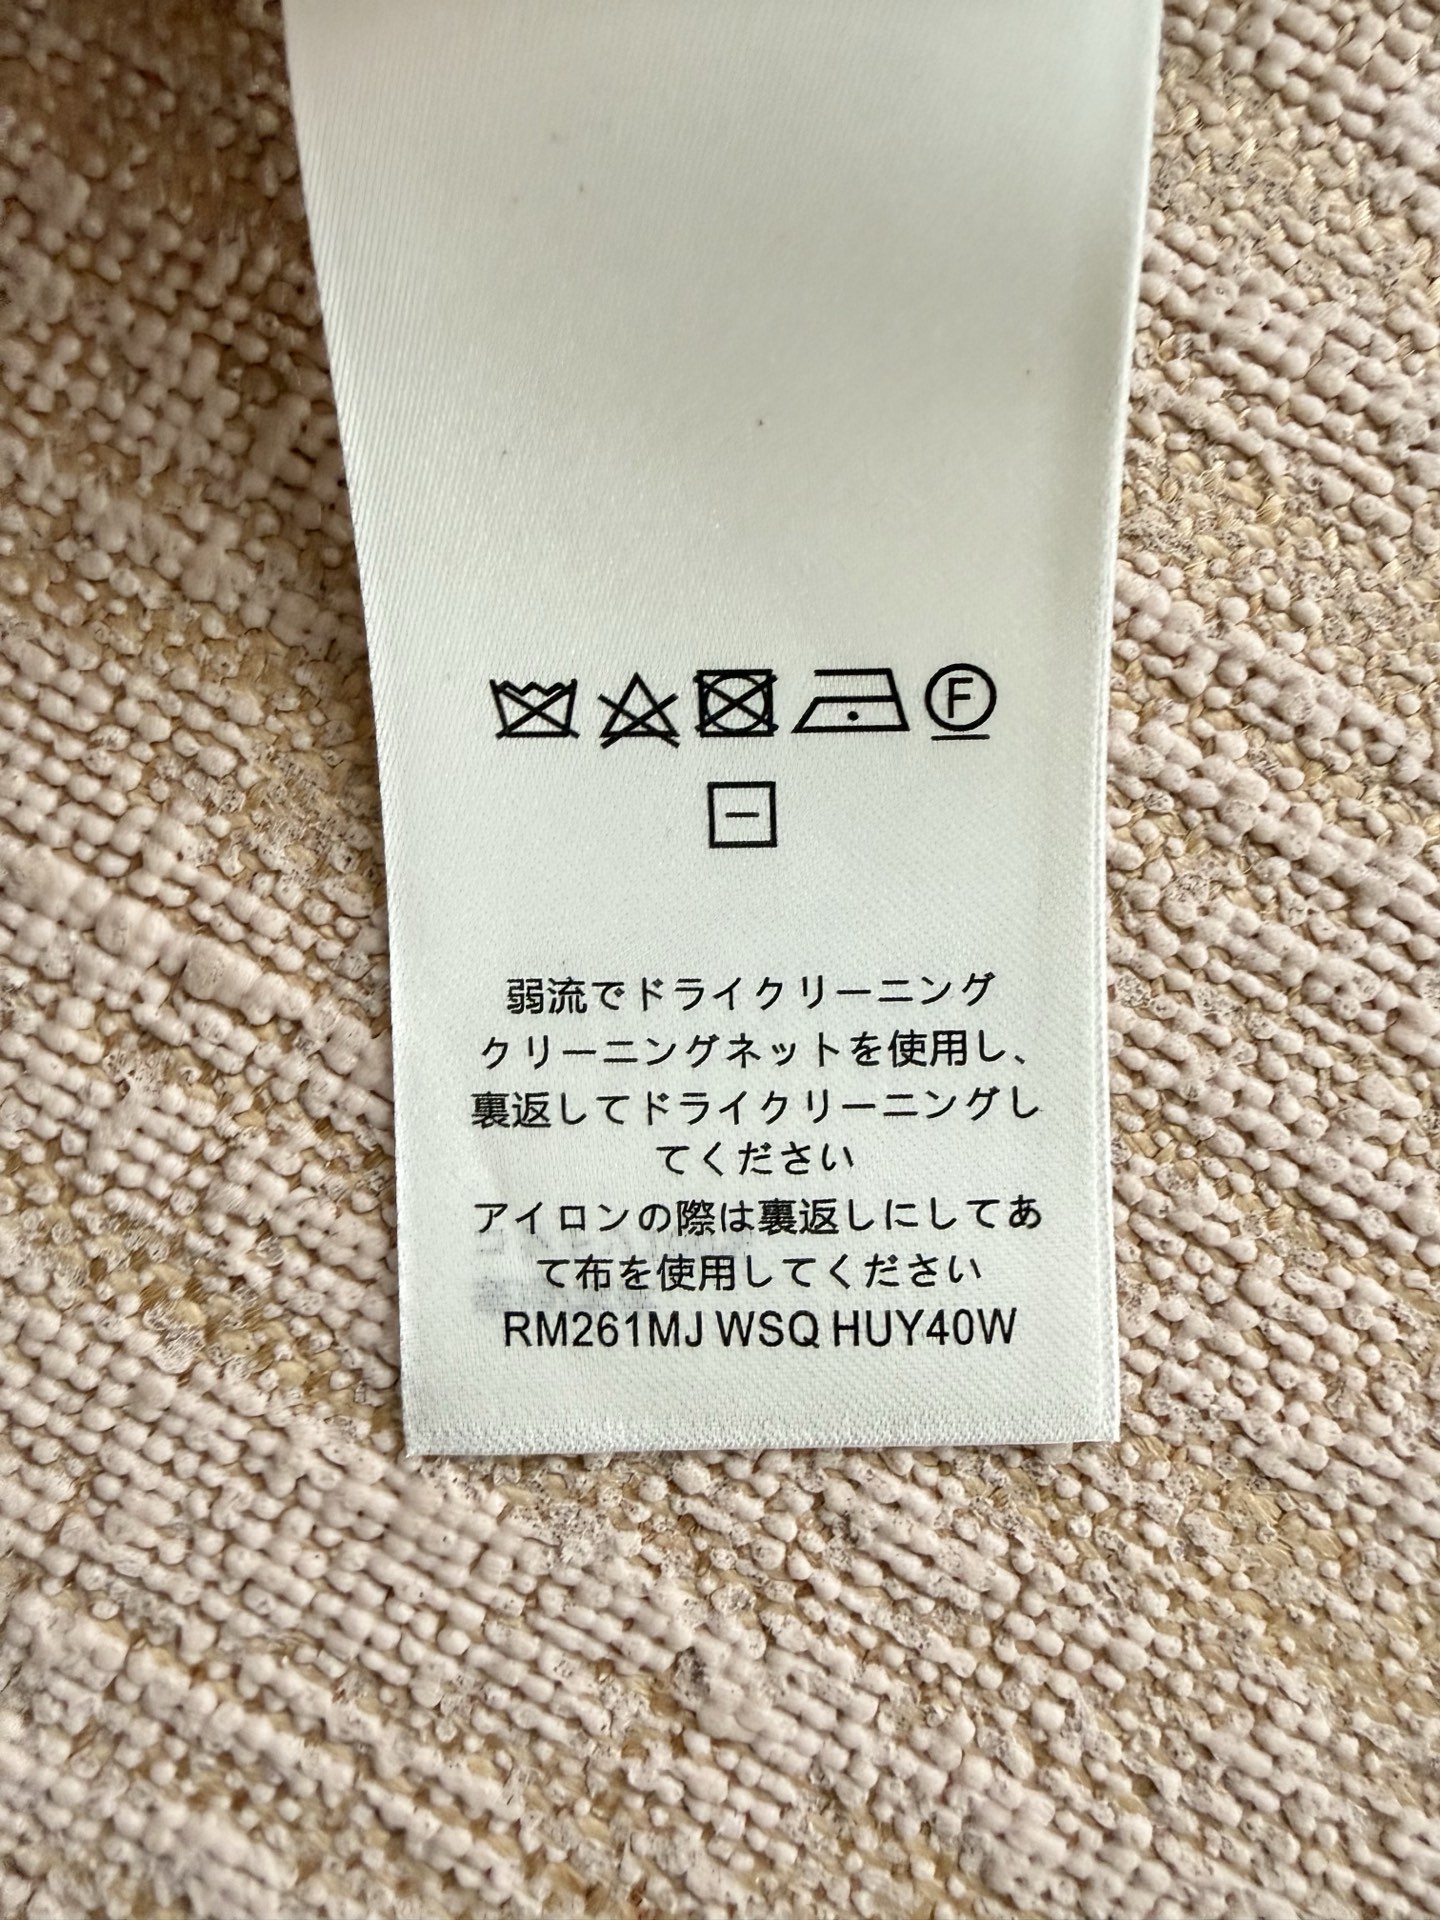 F
弱流でドライクリーニング
クリーニングネットを使用し、
裏返してドライクリーニングし
てください
アイロンの際は裏返しにしてあ
て布を使用してください
RM261MJ WSQ HUY40W